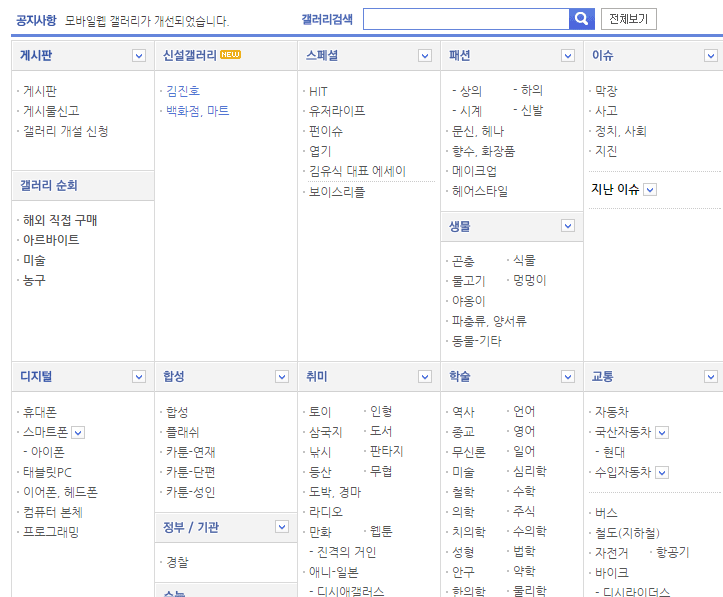 공지사항 모바일웹 갤러리가 개선되었습니다.
갤러리검색 전체보기
게시판
· 게시판
· 게시물신고
· 갤러리 개설 신청
갤러리 순회
· 해외 직접 구매
· 아르바이트
· 미술
· 농구
신설갤러리 NEW
· 김진호
· 백화점, 마트
스페셜
· HIT
· 유저라이프
· 펀이슈
· 엽기
· 김유식 대표 에세이
· 보이스리플
패션
- 상의 - 하의
- 시계 - 신발
· 문신, 헤나
· 향수, 화장품
· 메이크업
· 헤어스타일
생물
· 곤충 · 식물
· 물고기 · 멍멍이
· 야옹이
· 파충류, 양서류
· 동물-기타
이슈
· 막장
· 사고
· 정치, 사회
· 지진
지난 이슈
디지털
· 휴대폰
· 스마트폰
- 아이폰
· 태블릿PC
· 이어폰, 헤드폰
· 컴퓨터 본체
· 프로그래밍
합성
· 합성
· 플래쉬
· 카툰-연재
· 카툰-단편
· 카툰-성인
정부 / 기관
· 경찰
취미
· 토이 · 인형
· 삼국지 · 도서
· 낚시 · 판타지
· 등산 · 무협
· 도박, 경마
· 라디오
· 만화 · 웹툰
- 진격의 거인
· 애니-일본
- 디시애갤러스
학술
· 역사 · 언어
· 종교 · 영어
· 무신론 · 일어
· 미술 · 심리학
· 철학 · 수학
· 의학 · 주식
· 치의학 · 수의학
· 성형 · 법학
· 안구 · 약학
· 한의학 · 물리학
교통
· 자동차
· 국산자동차
- 현대
· 수입자동차
· 버스
· 철도(지하철)
· 자전거 · 항공기
· 바이크
- 디시라이더스